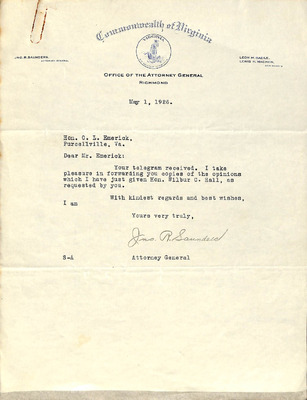 Commonwealth of Virginia
JNO. R. SAUNDERS,
ATTORNEY GENERAL
VIRGINIA
LEON M. BAZILE,
LEWIS H. MACHEN,
OFFICE OF THE ATTORNEY GENERAL
RICHMOND
May 1, 1926.
Hon. C. L. Emerick,
Purcellville, Va.
Dear Mr. Emerick:
Your telegram received. I take
pleasure in forwarding you copies of the opinions
which I have just given Hon. Wilbur C. Hall, as
requested by you.
With kindest regards and best wishes,
I am
Yours very truly,
Jno. R. Saunders
S-A
Attorney General